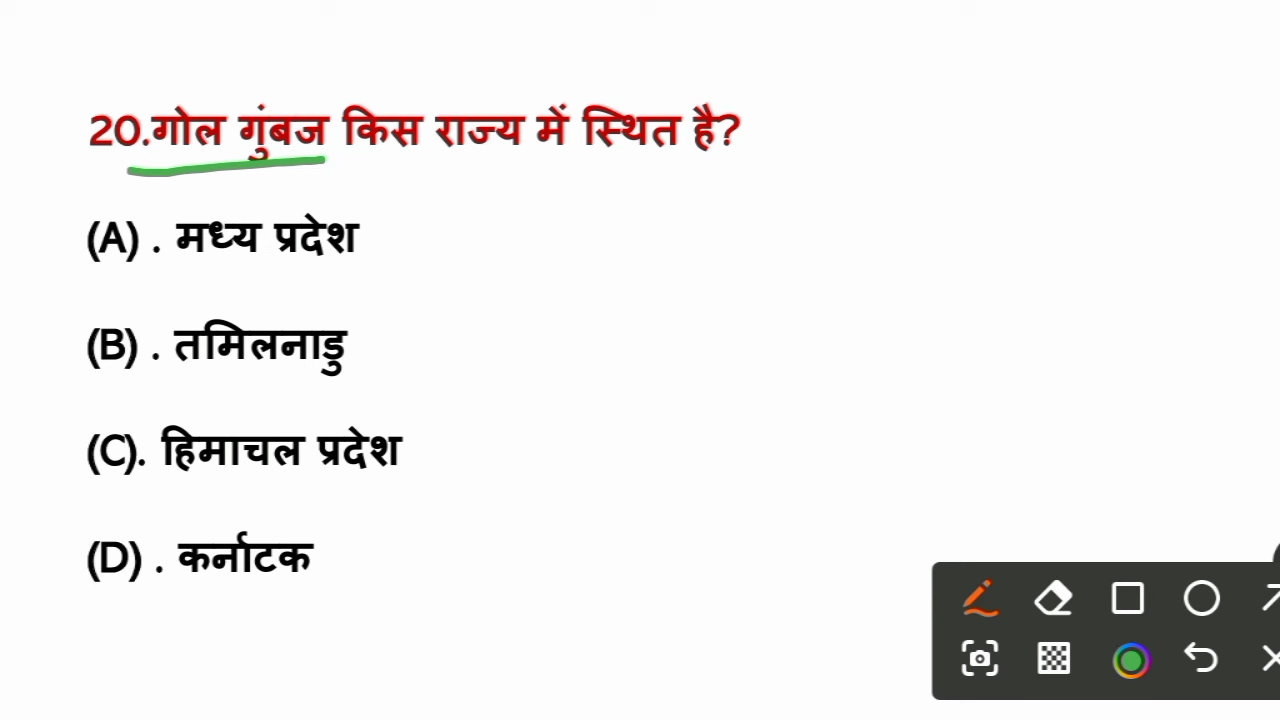 20.गोल गुंबज किस राज्य में स्थित है?
(A) . मध्य प्रदेश
(B) . तमिलनाडु
(C). हिमाचल प्रदेश
(D) . कर्नाटक